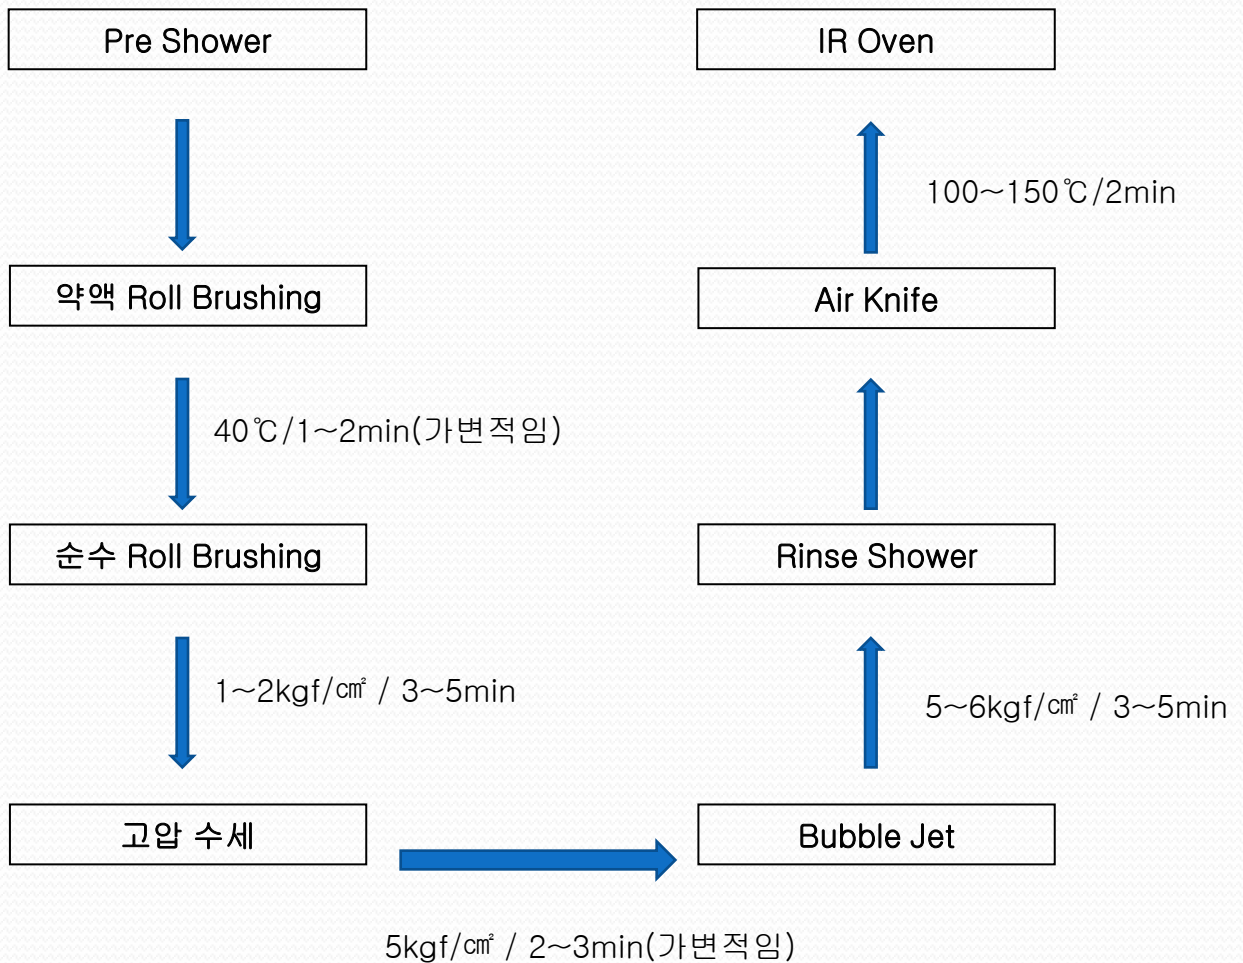 Pre Shower
약액 Roll Brushing
40℃/1~2min(가변적임)
순수 Roll Brushing
1~2kgf/㎠ / 3~5min
고압 수세
5kgf/㎠ / 2~3min(가변적임)
Bubble Jet
5~6kgf/㎠ / 3~5min
Rinse Shower
Air Knife
100~150℃/2min
IR Oven